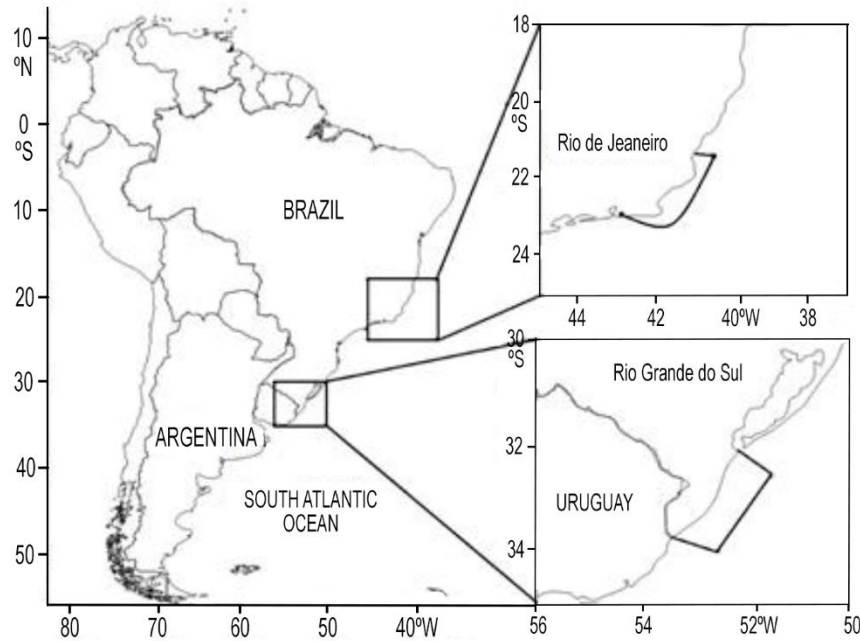 10
ºN
0
ºS
10
20
30
40
50
80
70
60
50
40ºW
BRAZIL
ARGENTINA
SOUTH ATLANTIC
OCEAN
18
20
ºS
22
24
Rio de Jeaneiro
44
42
40ºW
38
30
ºS
32
34
Rio Grande do Sul
URUGUAY
56
54
52ºW
50